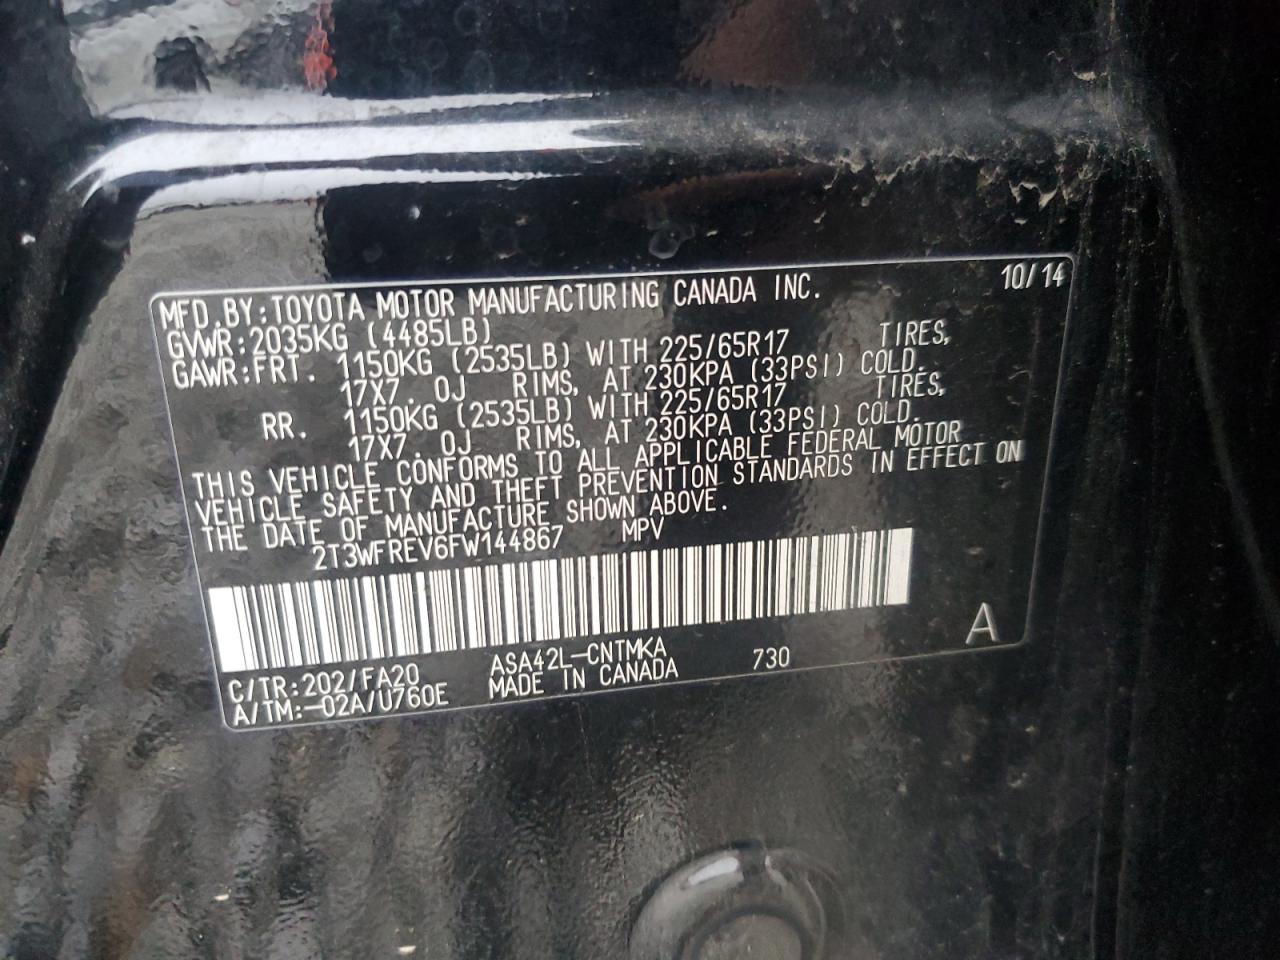 MFD.BY:TOYOTA MOTOR MANUFACTURING CANADA INC. 10/14
GVWR:2035KG (4485LB)
GAWR:FRT. 1150KG (2535LB) WITH 225/65R17 TIRES,
17X7.0J RIMS, AT 230KPA (33PSI) COLD.
RR. 1150KG (2535LB) WITH 225/65R17 TIRES,
17X7.0J RIMS, AT 230KPA (33PSI) COLD.
THIS VEHICLE CONFORMS TO ALL APPLICABLE FEDERAL MOTOR
VEHICLE SAFETY AND THEFT PREVENTION STANDARDS IN EFFECT ON
THE DATE OF MANUFACTURE SHOWN ABOVE.
2T3WFREV6FW144867 MPV
A
C/TR:202/FA20 ASA42L-CNTMKA 730
A/TM:-02A/U760E MADE IN CANADA